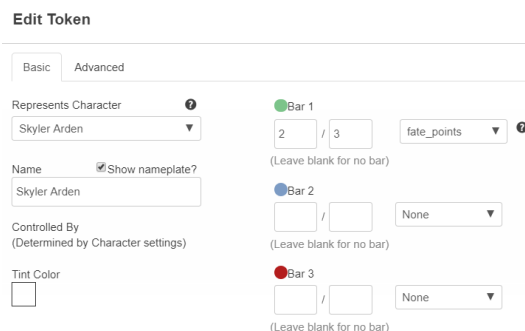 Edit Token
Basic Advanced
Represents Character
Skyler Arden
Name Show nameplate?
Skyler Arden
Controlled By
(Determined by Character settings)
Tint Color
Bar 1
2 / 3 fate_points
(Leave blank for no bar)
Bar 2
/ None
(Leave blank for no bar)
Bar 3
/ None
(Leave blank for no bar)